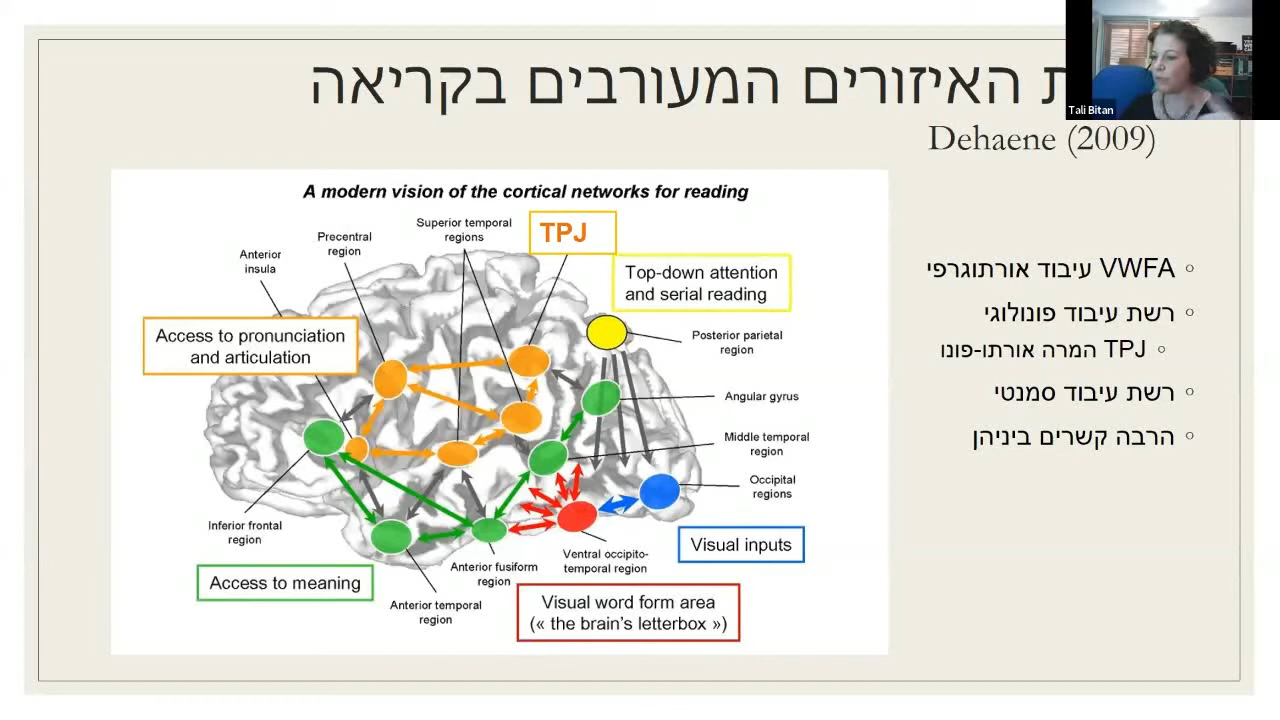 ת האיזורים המעורבים בקריאה
Dehaene (2009)
Tali Bitan
A modern vision of the cortical networks for reading
Superior temporal
regions
TPJ
Precentral
region
Anterior
insula
Top-down attention
and serial reading
Access to pronunciation
and articulation
Posterior parietal
region
Angular gyrus
Middle temporal
region
Occipital
regions
Inferior frontal
region
Visual inputs
Ventral occipito-
temporal region
Anterior fusiform
region
Access to meaning
Anterior temporal
region
Visual word form area
(« the brain's letterbox »)
VWFA עיבוד אורתוגרפי
רשת עיבוד פונולוגי
TPJ המרה אורתו-פונו
רשת עיבוד סמנטי
הרבה קשרים ביניהן